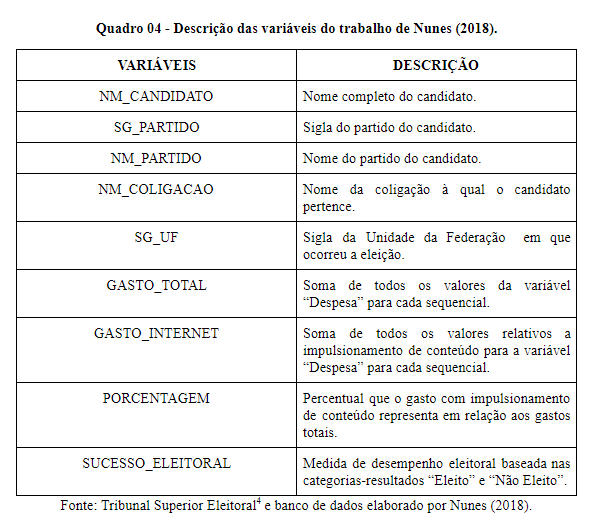 Quadro 04 - Descrição das variáveis do trabalho de Nunes (2018).
VARIÁVEIS
DESCRIÇÃO
NM_CANDIDATO
Nome completo do candidato.
SG_PARTIDO
Sigla do partido do candidato.
NM_PARTIDO
Nome do partido do candidato.
NM_COLIGACAO
Nome da coligação à qual o candidato
pertence.
SG_UF
Sigla da Unidade da Federação em que
ocorreu a eleição.
GASTO_TOTAL
Soma de todos os valores da variável
“Despesa” para cada sequencial.
GASTO_INTERNET
Soma de todos os valores relativos a
impulsionamento de conteúdo para a variável
“Despesa” para cada sequencial.
PORCENTAGEM
Percentual que o gasto com impulsionamento
de conteúdo representa em relação aos gastos
totais.
SUCESSO_ELEITORAL
Medida de desempenho eleitoral baseada nas
categorias-resultados “Eleito” e “Não Eleito”.
Fonte: Tribunal Superior Eleitoral⁴ e banco de dados elaborado por Nunes (2018).